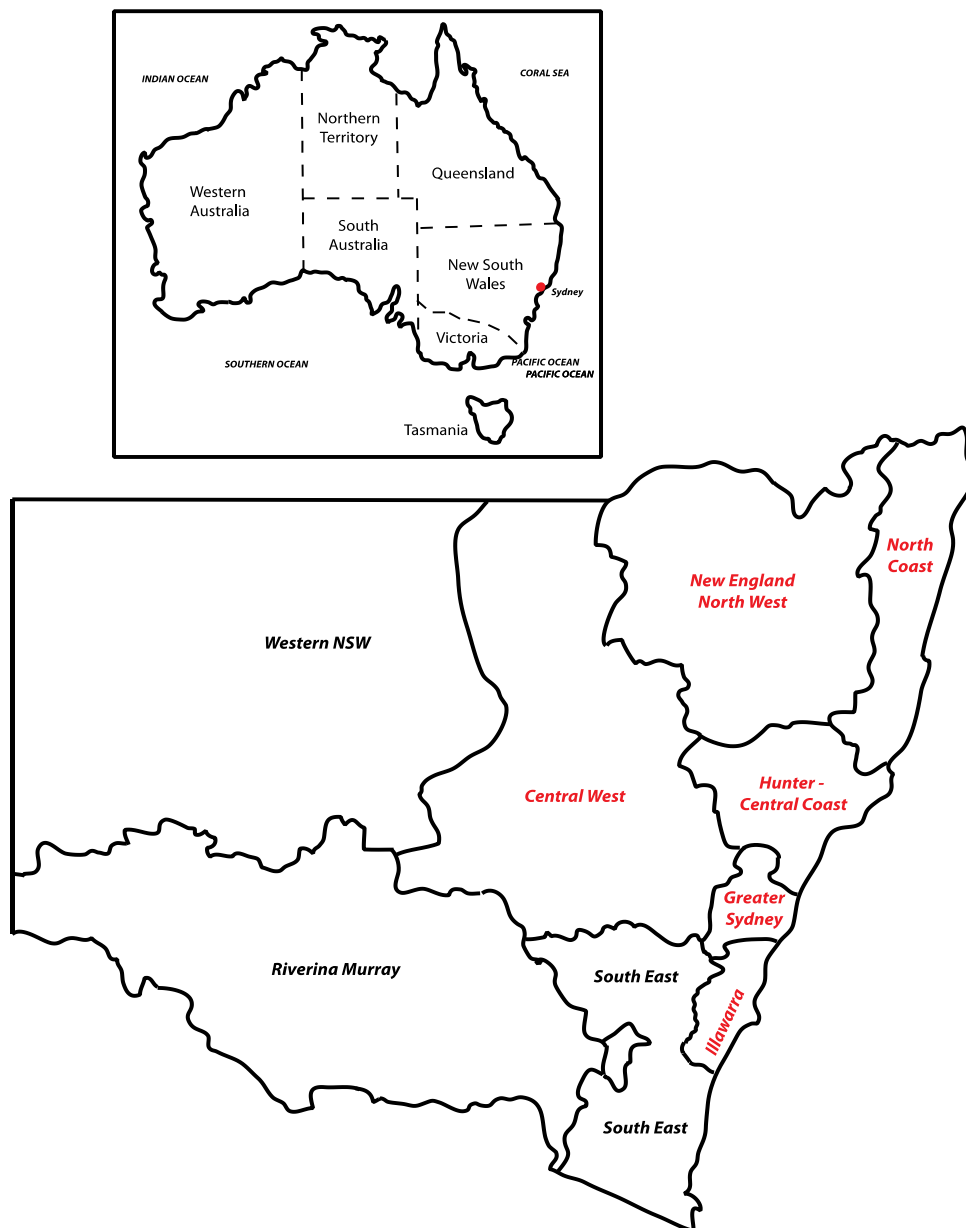 INDIAN OCEAN
CORAL SEA
Northern
Territory
Queensland
Western
Australia
South
Australia
New South
Wales
Sydney
Victoria
SOUTHERN OCEAN
PACIFIC OCEAN
PACIFIC OCEAN
Tasmania
North
Coast
New England
North West
Western NSW
Central West
Hunter -
Central Coast
Greater
Sydney
Riverina Murray
South East
Illawarra
South East